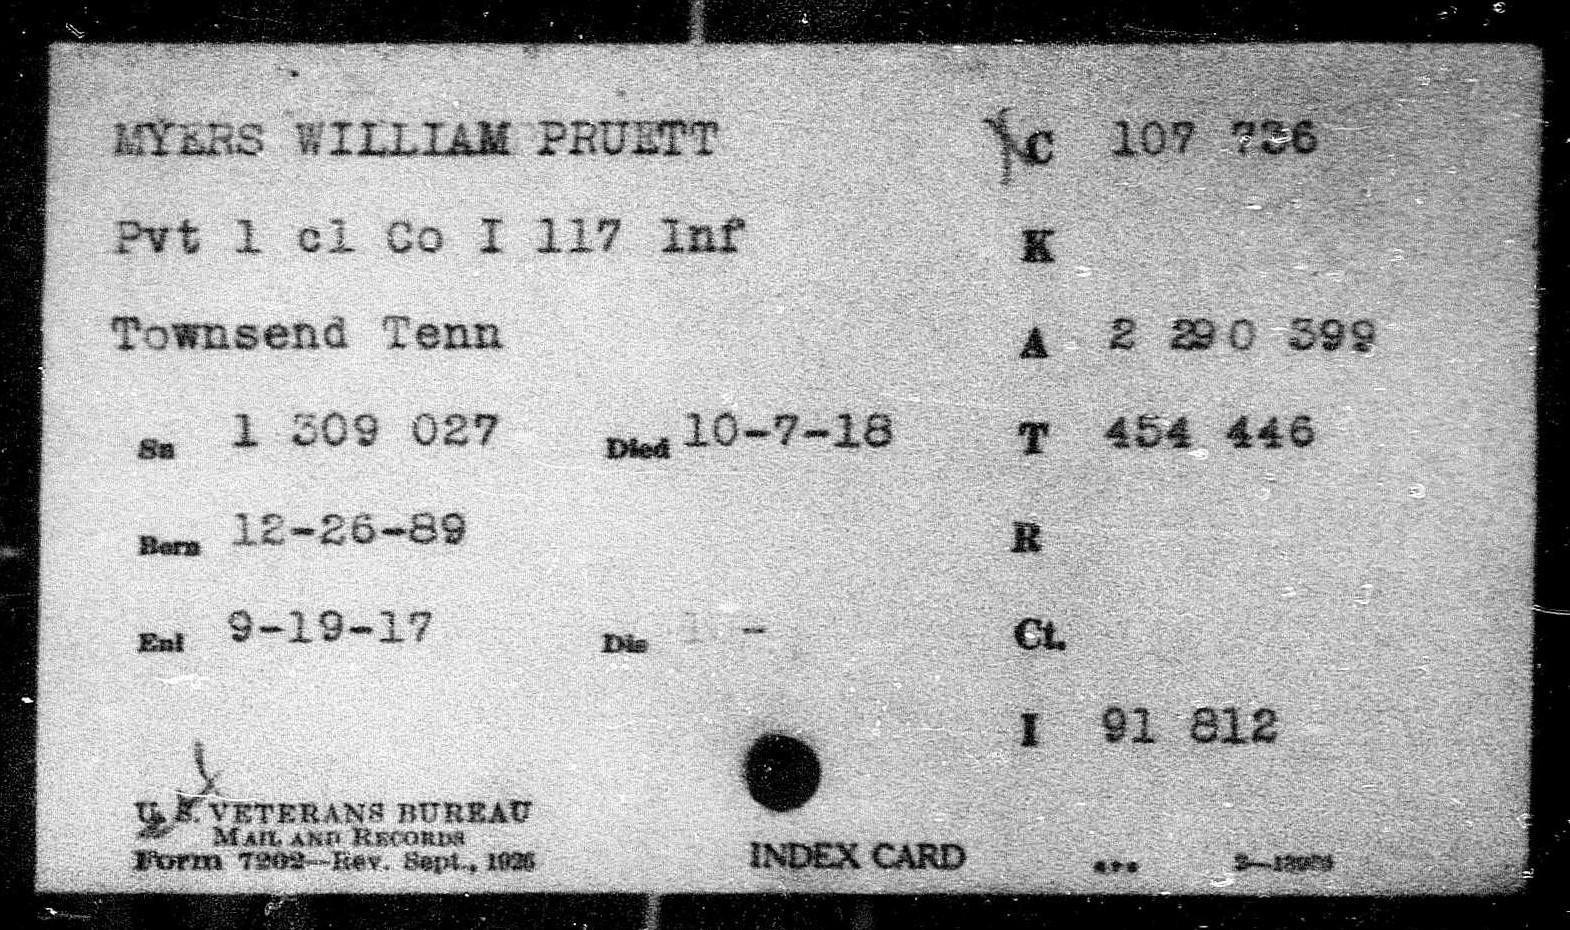 MYERS WILLIAM PRUETT
C 107 736
Pvt 1 cl Co I 117 Inf
K
Townsend Tenn
A 2 290 399
Sn 1 309 027 Died 10-7-18
T 454 446
Born 12-26-89
R
Enl 9-19-17 Dis -
Ct.
I 91 812
U. S. VETERANS BUREAU
MAIL AND RECORDS
Form 7202—Rev. Sept., 1926
INDEX CARD